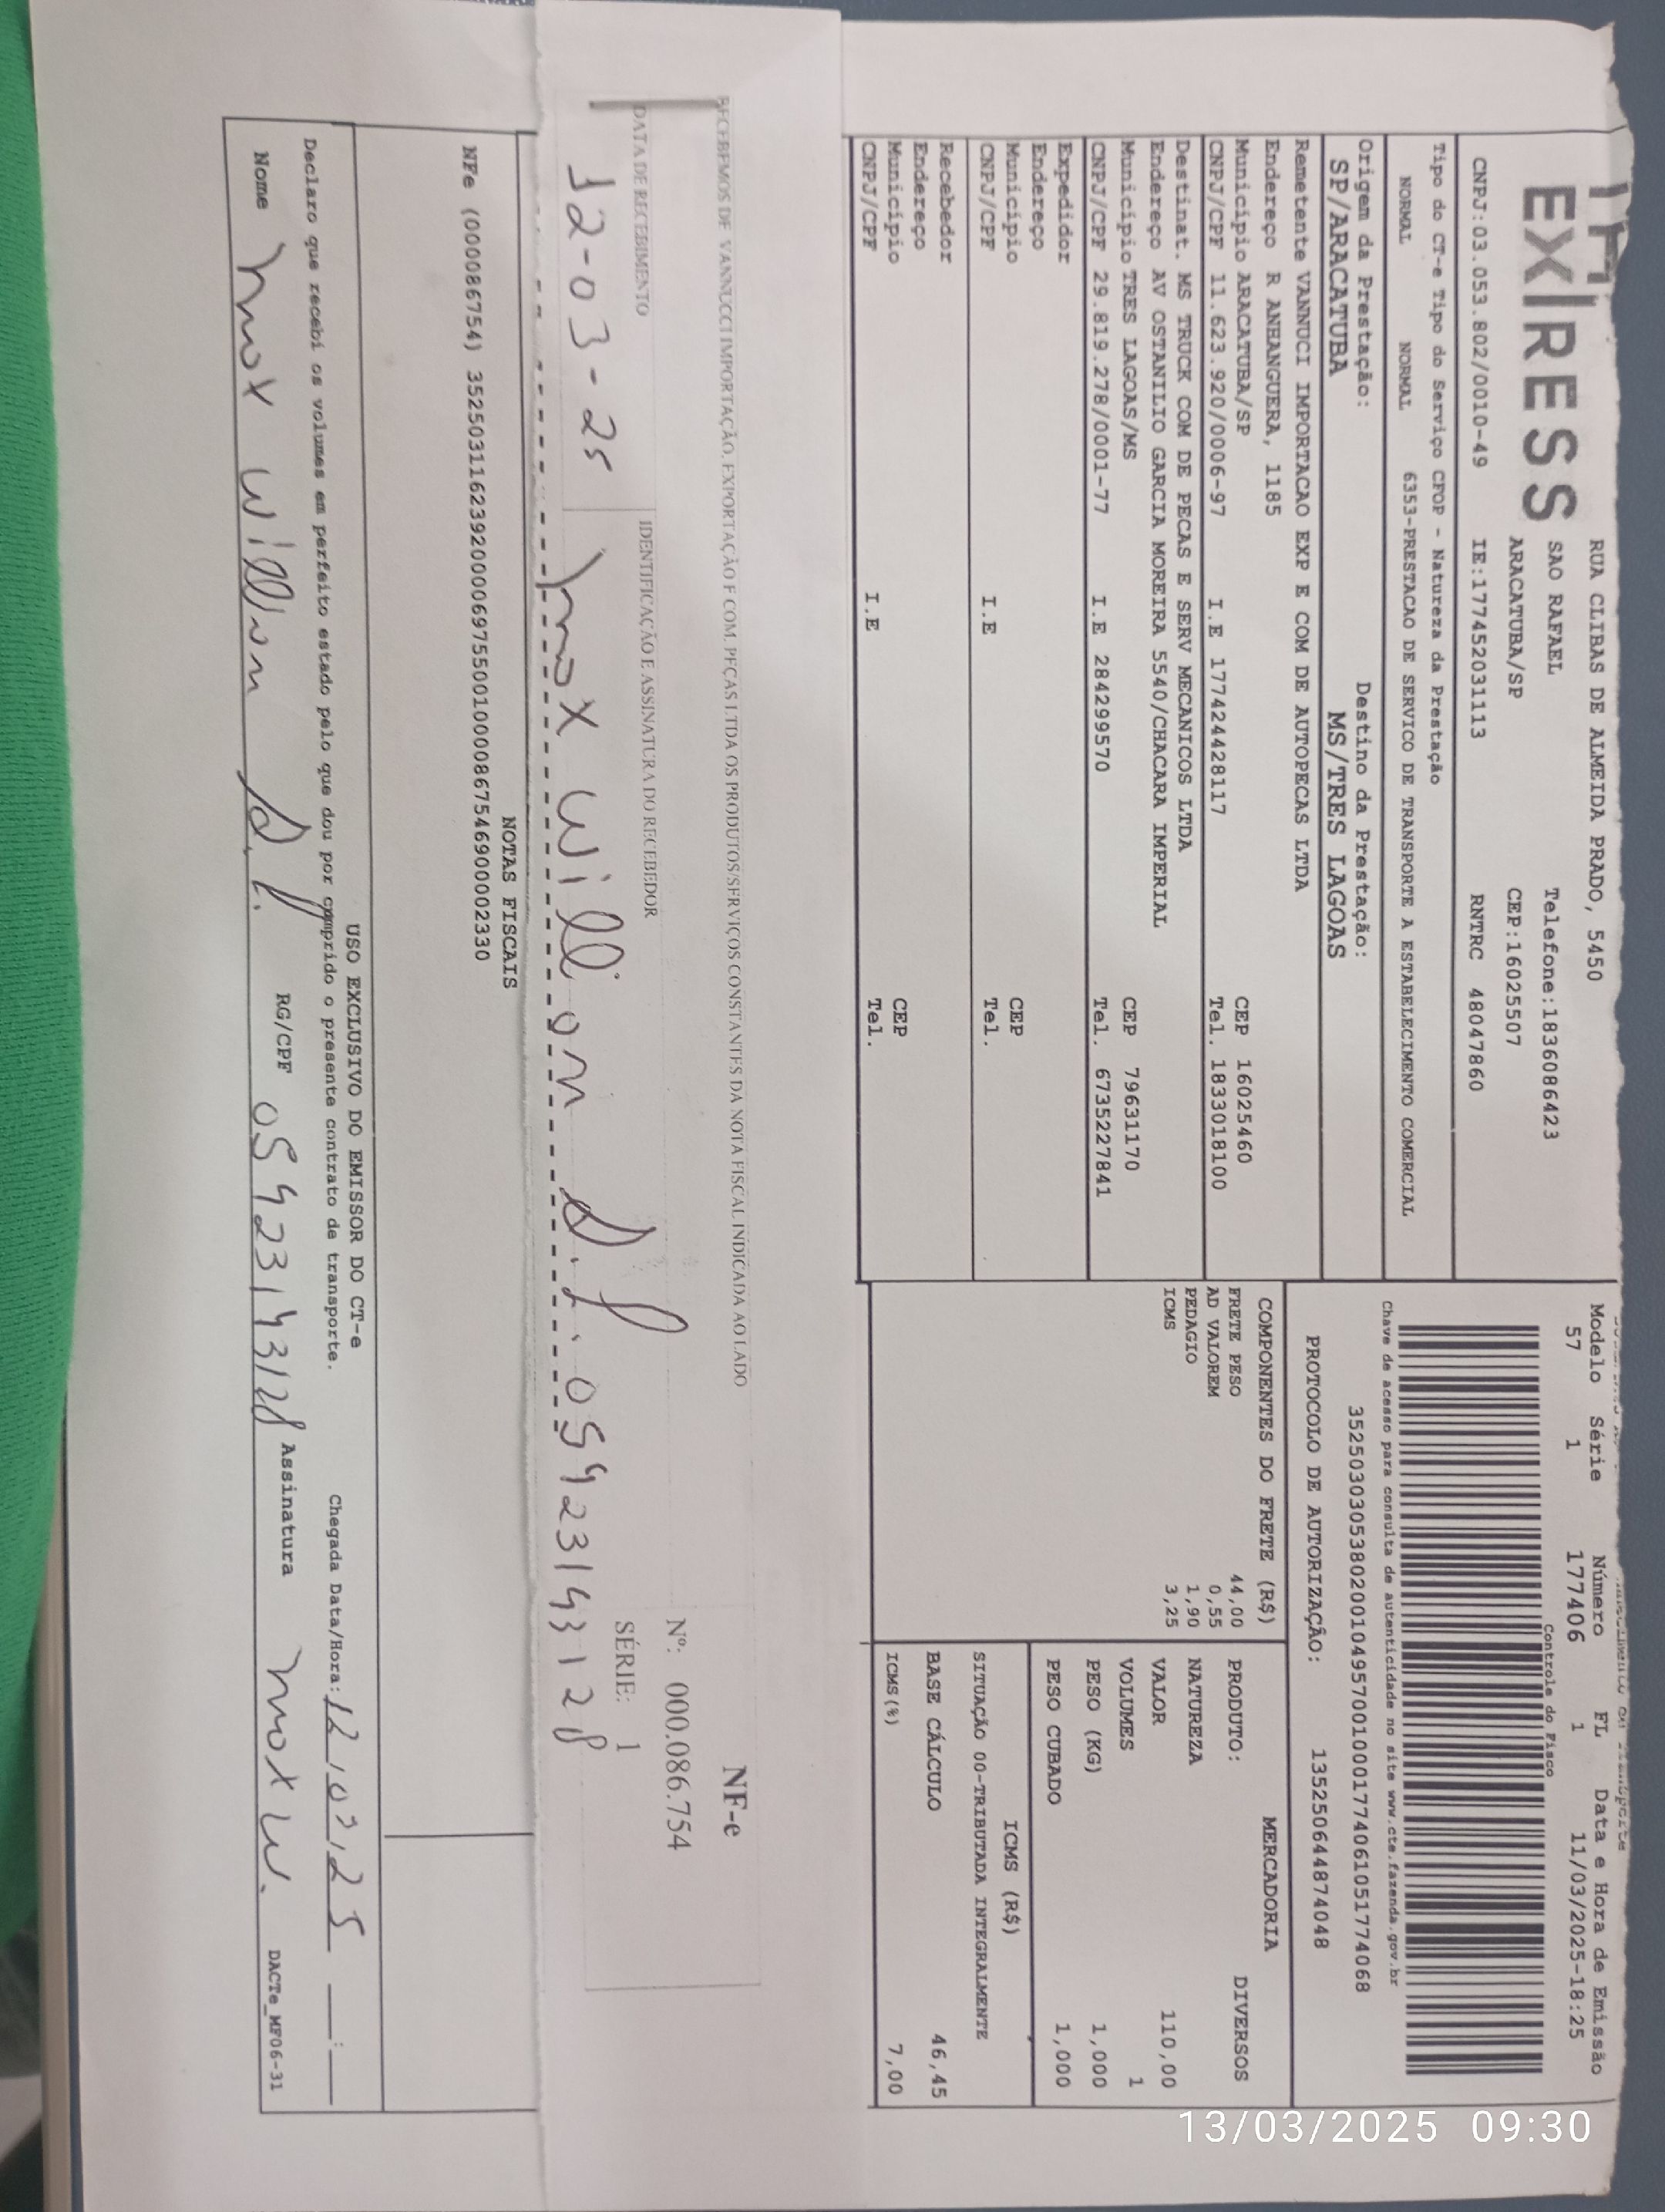 EXPRESS
RUA CLIBAS DE ALMEIDA PRADO, 5450
SAO RAFAEL Telefone:1836086423
ARACATUBA/SP CEP:16025507
CNPJ:03.053.802/0010-49 IE:177452031113 RNTRC 48047860
Tipo do CT-e Tipo do Serviço CFOP - Natureza da Prestação
NORMAL NORMAL 6353-PRESTACAO DE SERVICO DE TRANSPORTE A ESTABELECIMENTO COMERCIAL
Origem da Prestação: Destino da Prestação:
SP/ARACATUBA MS/TRES LAGOAS
Remetente VANNUCI IMPORTACAO EXP E COM DE AUTOPECAS LTDA
Endereço R ANHANGUERA, 1185
Município ARACATUBA/SP CEP 16025460
CNPJ/CPF 11.623.920/0006-97 I.E 177424428117 Tel. 1833018100
Destinat. MS TRUCK COM DE PECAS E SERV MECANICOS LTDA
Endereço AV OSTANILIO GARCIA MOREIRA 5540/CHACARA IMPERIAL
Município TRES LAGOAS/MS CEP 79631170
CNPJ/CPF 29.819.278/0001-77 I.E 284299570 Tel. 6735227841
Expedidor
Endereço
Município CEP
CNPJ/CPF I.E Tel.
Recebedor
Endereço
Município CEP
CNPJ/CPF I.E Tel.
Modelo Série Número FL Data e Hora de Emissão
57 1 177406 1 11/03/2025-18:25
Controle do Fisco
Chave de acesso para consulta de autenticidade no site www.cte.fazenda.gov.br
35250303053802001049570010001774061051774068
PROTOCOLO DE AUTORIZAÇÃO: 135250644874048
COMPONENTES DO FRETE (R$)
FRETE PESO 44,00
AD VALOREM 0,55
PEDAGIO 1,90
ICMS 3,25
MERCADORIA
PRODUTO: DIVERSOS
NATUREZA
VALOR 110,00
VOLUMES 1
PESO (KG) 1,000
PESO CUBADO 1,000
ICMS (R$)
SITUAÇÃO 00-TRIBUTADA INTEGRALMENTE
BASE CÁLCULO 46,45
ICMS(%) 7,00
RECEBEMOS DE VANNUCCI IMPORTAÇÃO, EXPORTAÇÃO E COM. PEÇAS LTDA OS PRODUTOS/SERVIÇOS CONSTANTES DA NOTA FISCAL INDICADA AO LADO
NF-e
Nº: 000.086.754
SÉRIE: 1
DATA DE RECEBIMENTO IDENTIFICAÇÃO E ASSINATURA DO RECEBEDOR
12-03-25 max Willian D.S. 05923193128
NOTAS FISCAIS
NFe (000086754) 35250311623920000697550010000867546900002330
USO EXCLUSIVO DO EMISSOR DO CT-e
Declaro que recebi os volumes em perfeito estado pelo que dou por cumprido o presente contrato de transporte. Chegada Data/Hora: 12/03/25 __:__
Nome max Willian D.S. RG/CPF 05923193128 Assinatura max W. DACTe_MF06-31
13/03/2025 09:30